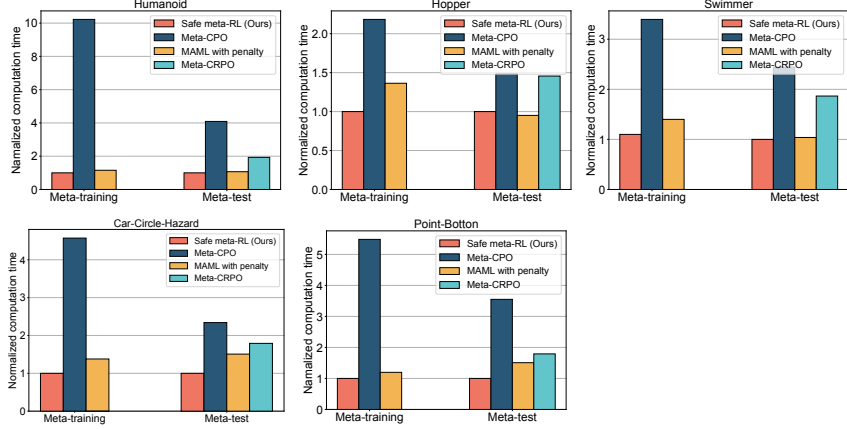 Humanoid
Namalized computation time
10
8
6
4
2
0
Safe meta-RL (Ours)
Meta-CPO
MAML with penalty
Meta-CRPO
Meta-training
Meta-test
Hopper
Normalized computation time
2.0
1.5
1.0
0.5
0.0
Safe meta-RL (Ours)
Meta-CPO
MAML with penalty
Meta-CRPO
Meta-training
Meta-test
Swimmer
Normalized computation time
3
2
1
0
Safe meta-RL (Ours)
Meta-CPO
MAML with penalty
Meta-CRPO
Meta-training
Meta-test
Car-Circle-Hazard
Normalized computation time
4
3
2
1
0
Safe meta-RL (Ours)
Meta-CPO
MAML with penalty
Meta-CRPO
Meta-training
Meta-test
Point-Botton
Normalized computation time
5
4
3
2
1
0
Safe meta-RL (Ours)
Meta-CPO
MAML with penalty
Meta-CRPO
Meta-training
Meta-test